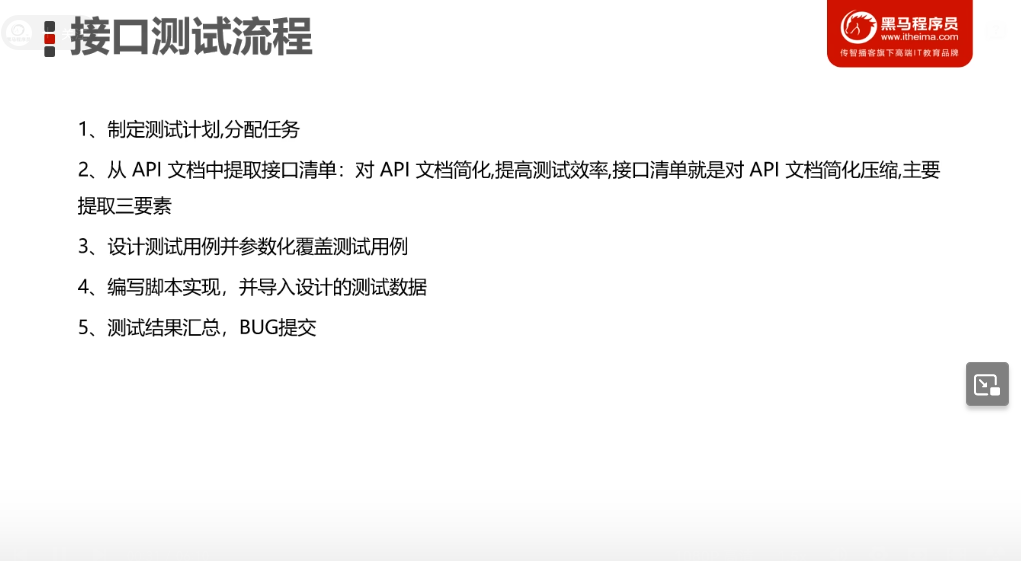 接口测试流程
黑马程序员
www.itheima.com
传智播客旗下高端IT教育品牌
1、制定测试计划,分配任务
2、从 API 文档中提取接口清单：对 API 文档简化,提高测试效率,接口清单就是对 API 文档简化压缩,主要
提取三要素
3、设计测试用例并参数化覆盖测试用例
4、编写脚本实现，并导入设计的测试数据
5、测试结果汇总，BUG提交